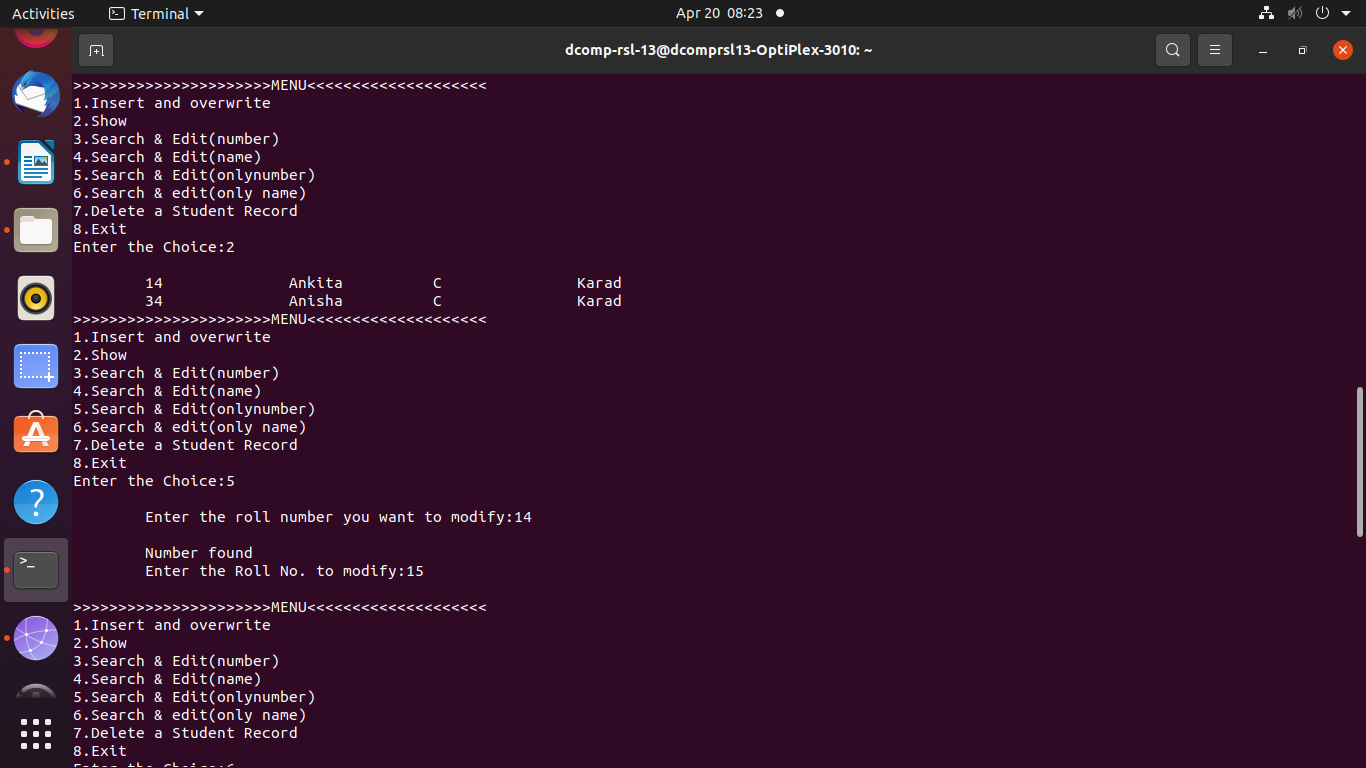 Activities Terminal Apr 20 08:23
dcomp-rsl-13@dcomprsl13-OptiPlex-3010: ~
>>>>>>>>>>>>>>>>>>>>>>MENU<<<<<<<<<<<<<<<<<<<<
1.Insert and overwrite
2.Show
3.Search & Edit(number)
4.Search & Edit(name)
5.Search & Edit(onlynumber)
6.Search & edit(only name)
7.Delete a Student Record
8.Exit
Enter the Choice:2
14 Ankita C Karad
34 Anisha C Karad
>>>>>>>>>>>>>>>>>>>>>>MENU<<<<<<<<<<<<<<<<<<<<
1.Insert and overwrite
2.Show
3.Search & Edit(number)
4.Search & Edit(name)
5.Search & Edit(onlynumber)
6.Search & edit(only name)
7.Delete a Student Record
8.Exit
Enter the Choice:5
Enter the roll number you want to modify:14
Number found
Enter the Roll No. to modify:15
>>>>>>>>>>>>>>>>>>>>>>MENU<<<<<<<<<<<<<<<<<<<<
1.Insert and overwrite
2.Show
3.Search & Edit(number)
4.Search & Edit(name)
5.Search & Edit(onlynumber)
6.Search & edit(only name)
7.Delete a Student Record
8.Exit
Enter the Choice:6